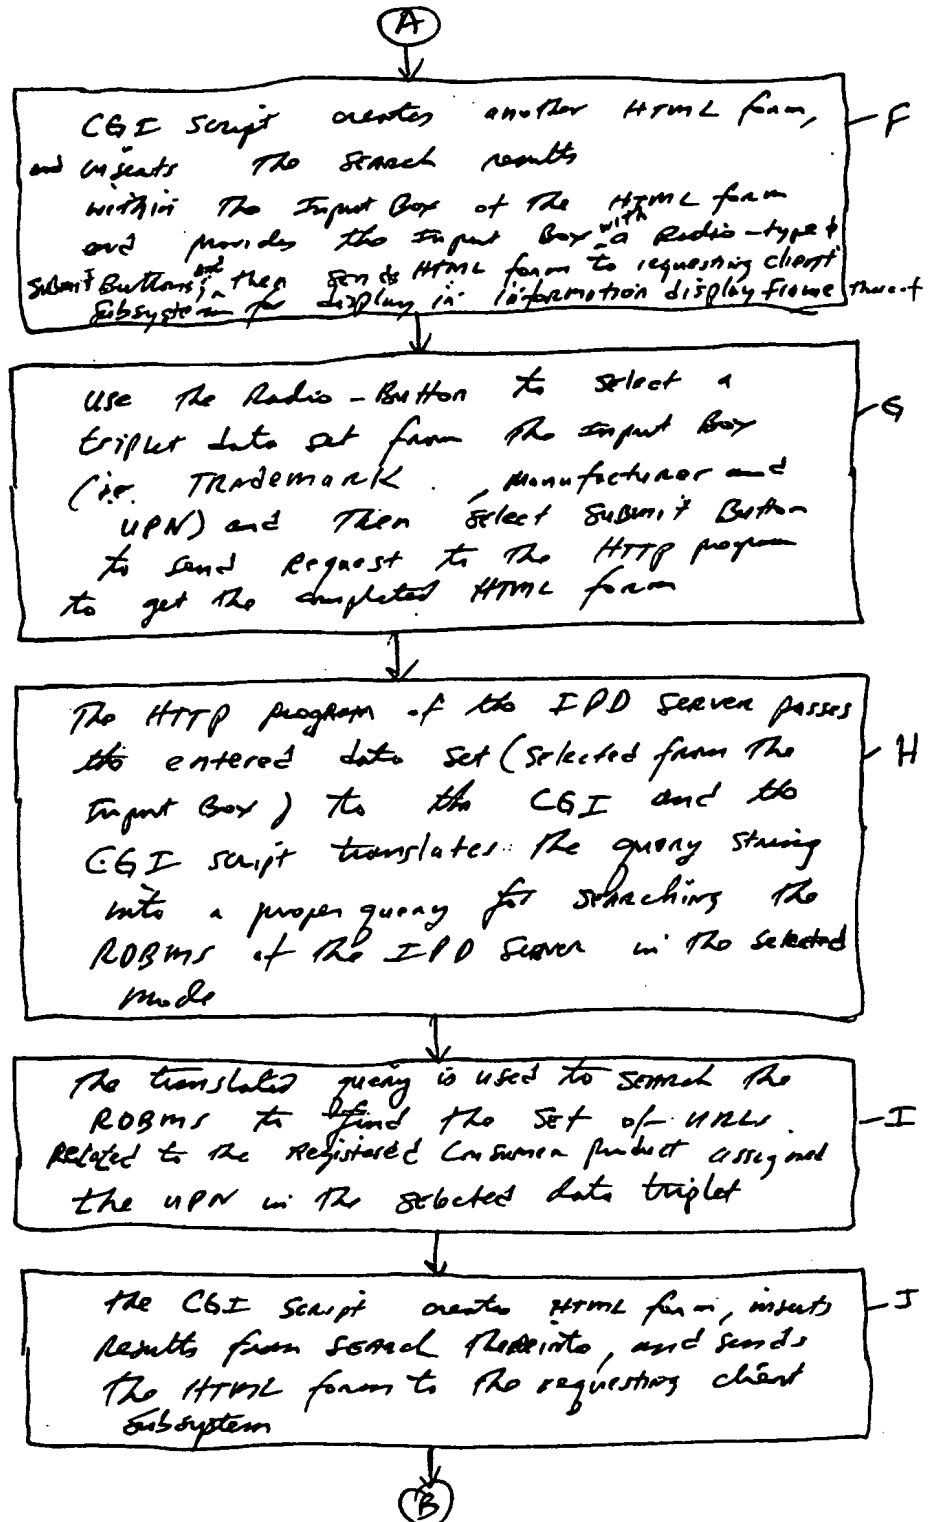 A
CGI Script creates another HTML form, F
and inserts the search results
within the Input Box of the HTML form
and provides the Input Box with a Radio-type &
Submit Buttons, and then sends HTML form to requesting client
subsystem for display in information display frame thereof
use the Radio-Button to select a
triplet data set from the Input Box G
(i.e. Trademark, Manufacturer and
UPN) and then select submit Button
to send Request to the HTTP program
to get the completed HTML form
The HTTP program of the IPD Server passes
the entered data set (selected from the H
Input Box) to the CGI and the
CGI script translates the query string
into a proper query for searching the
RDBMS of the IPD Server in the selected
mode
The translated query is used to search the
RDBMS to find the set of URLs I
Related to the Registered Consumer product assigned
the UPN in the selected data triplet
the CGI Script creates HTML form, inserts J
Results from search thereinto, and sends
the HTML form to the requesting client
subsystem
B